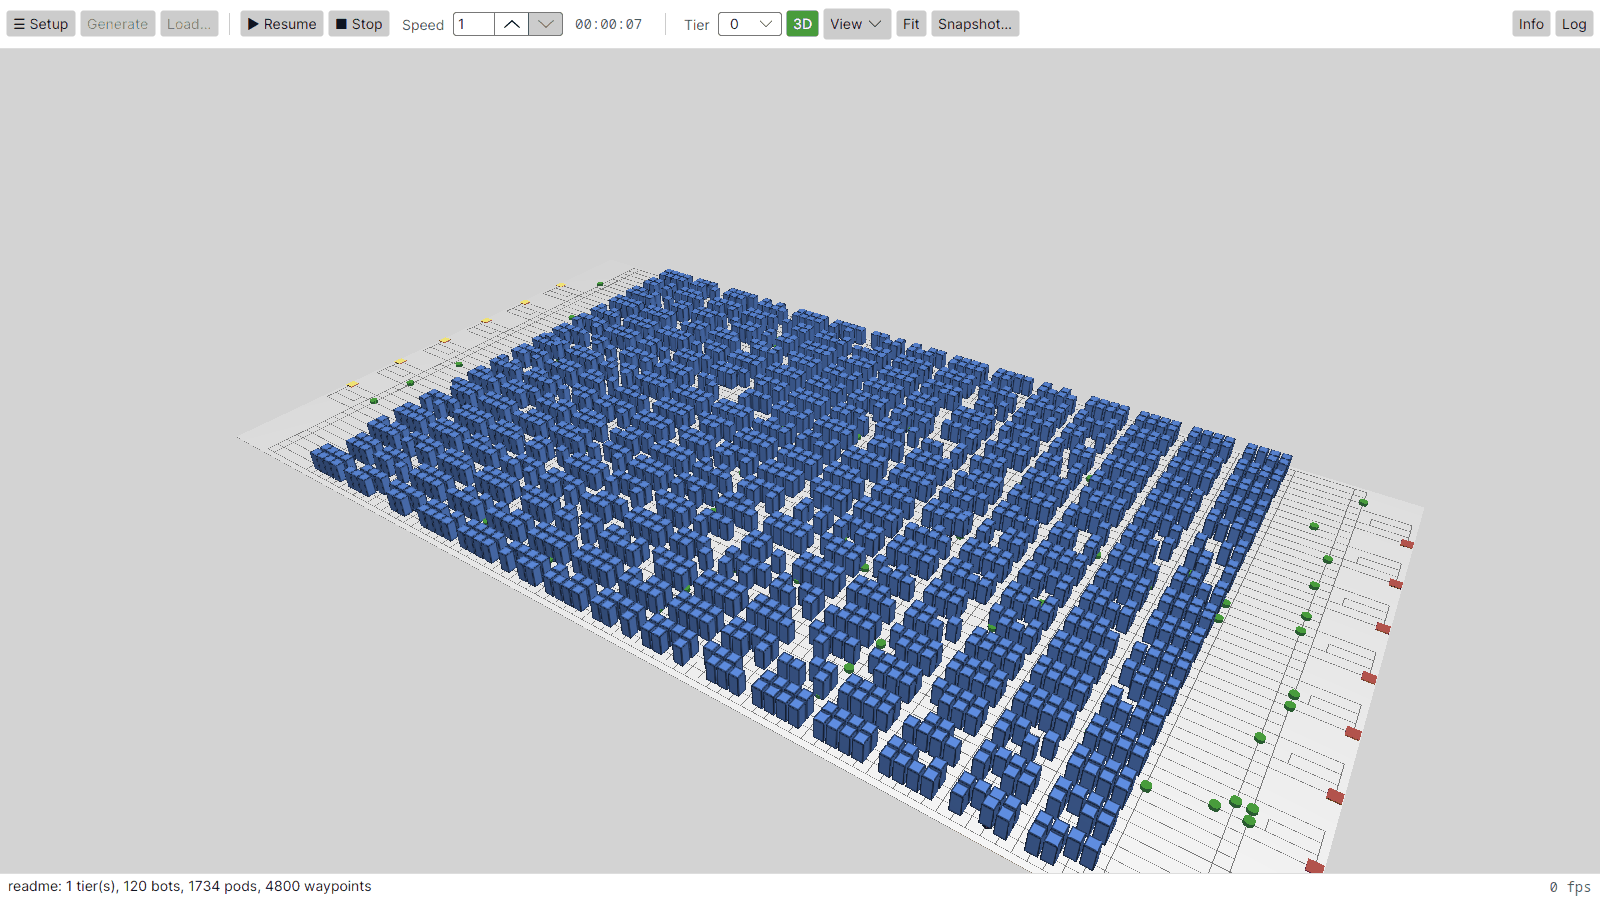 ☰ Setup Generate Load... ▶ Resume ■ Stop Speed 1 00:00:07 Tier 0 3D View Fit Snapshot... Info Log
readme: 1 tier(s), 120 bots, 1734 pods, 4800 waypoints 0 fps